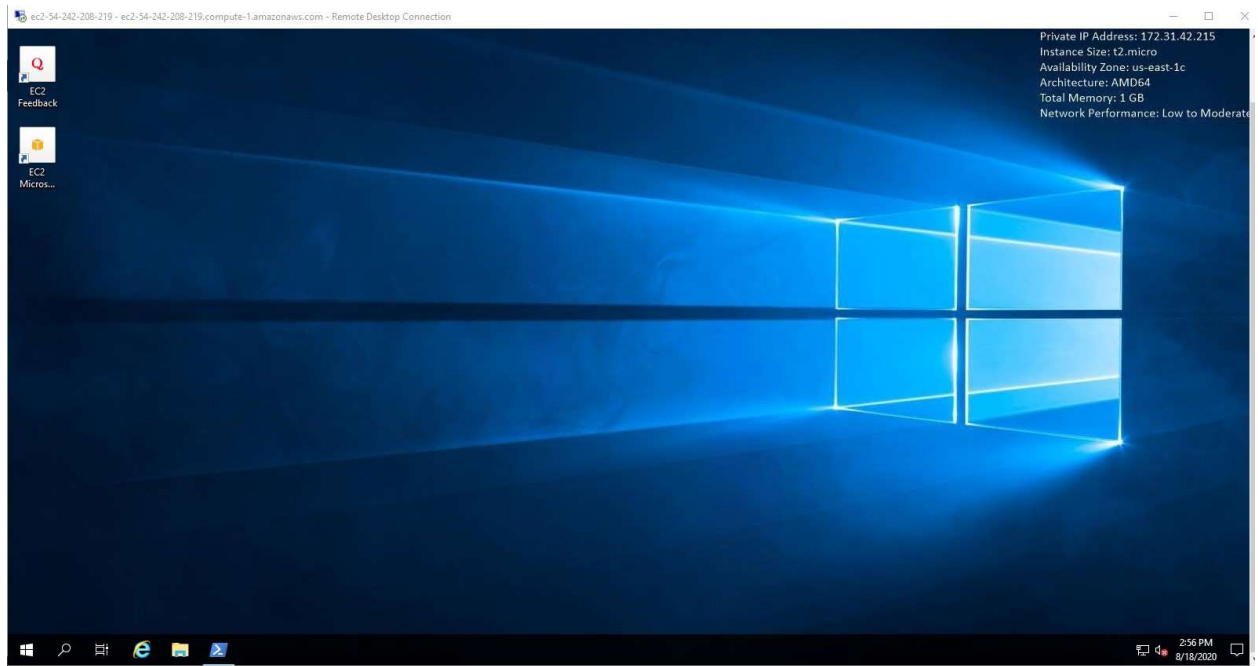 ec2-54-242-208-219 - ec2-54-242-208-219.compute-1.amazonaws.com - Remote Desktop Connection
Private IP Address: 172.31.42.215
Instance Size: t2.micro
Availability Zone: us-east-1c
Architecture: AMD64
Total Memory: 1 GB
Network Performance: Low to Moderate
Q
EC2
Feedback
EC2
Micros...
2:56 PM
8/18/2020